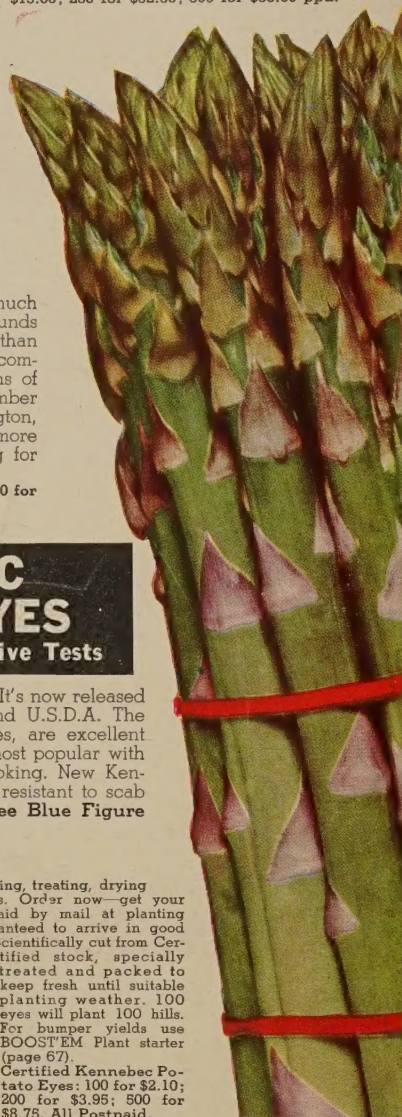 $15.00; 250 for $32.50; 500 for $55.00 ppd.
much
unds
than
com-
ns of
mber
gton,
more
g for
0 for
C
YES
ive Tests
It's now released
nd U.S.D.A. The
es, are excellent
most popular with
oking. New Ken-
resistant to scab
ee Blue Figure
ing, treating, drying
s. Order now—get your
aid by mail at planting
anteed to arrive in good
cientifically cut from Cer-
tified stock, specially
treated and packed to
keep fresh until suitable
planting weather. 100
eyes will plant 100 hills.
For bumper yields use
BOOST'EM Plant starter
(page 67).
Certified Kennebec Po-
tato Eyes: 100 for $2.10;
200 for $3.95; 500 for
$8.75. All Postpaid.